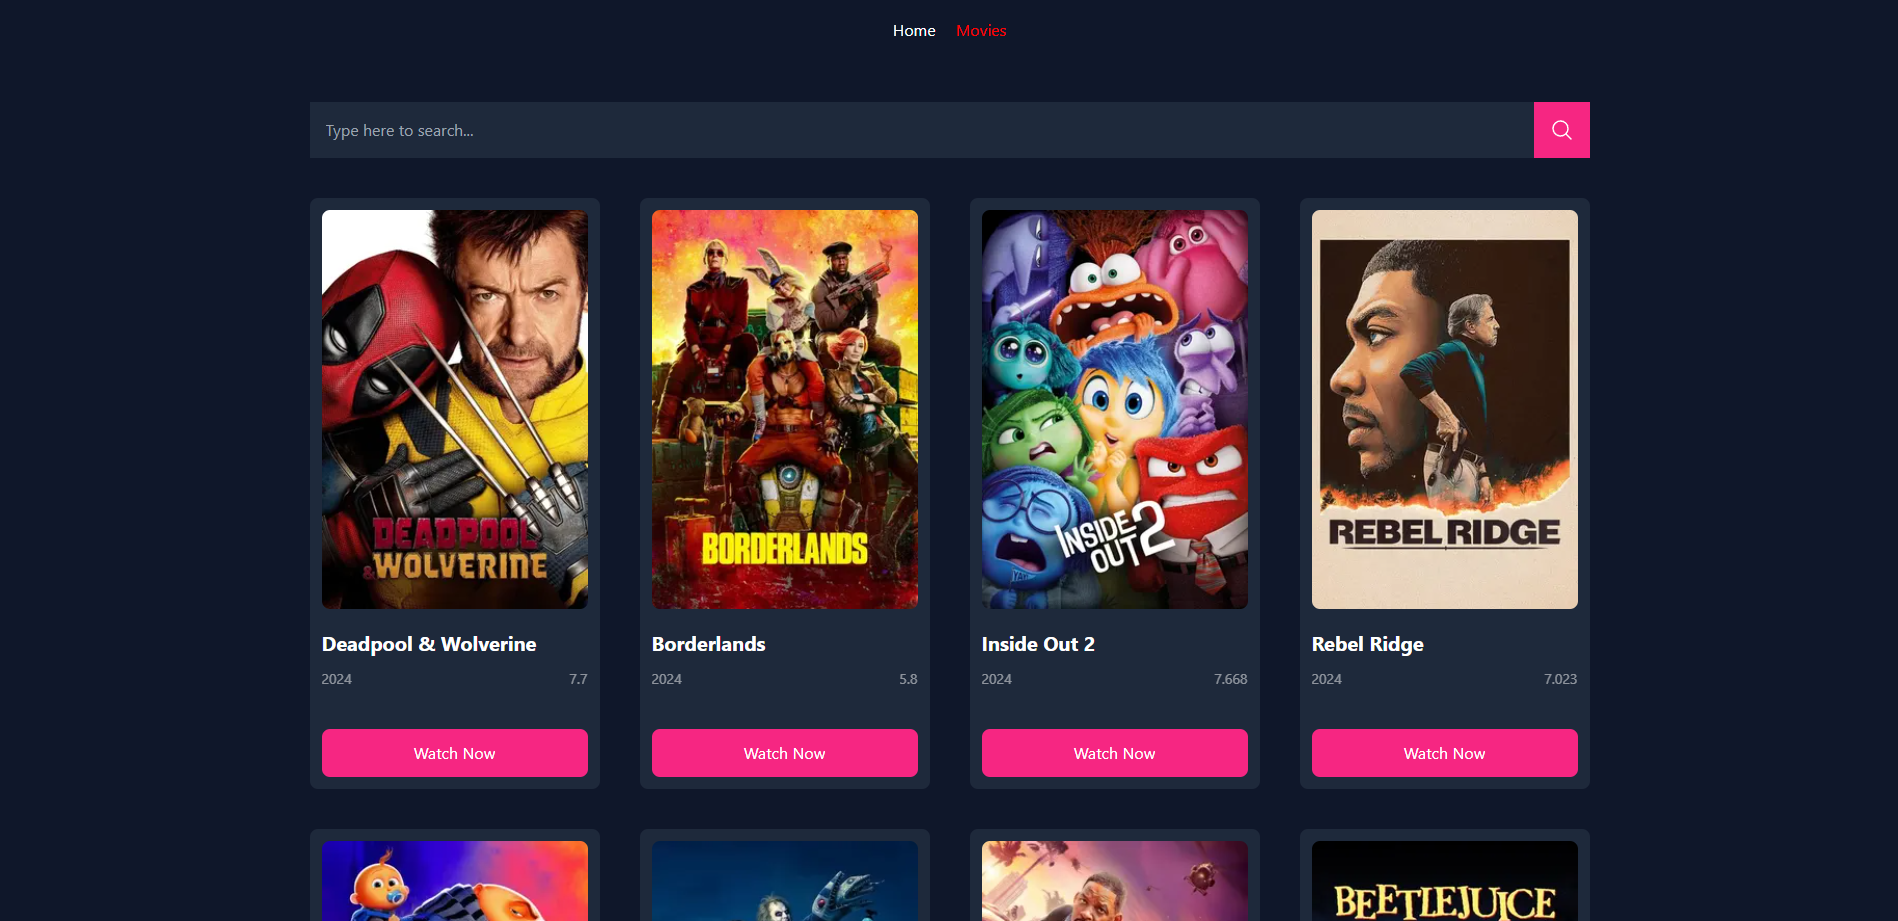 Home Movies
Type here to search...
DEADPOOL
& WOLVERINE
BORDERLANDS
INSIDE
OUT 2
REBEL RIDGE
Deadpool & Wolverine
Borderlands
Inside Out 2
Rebel Ridge
2024 7.7
2024 5.8
2024 7.668
2024 7.023
Watch Now
Watch Now
Watch Now
Watch Now
BEETLEJUICE